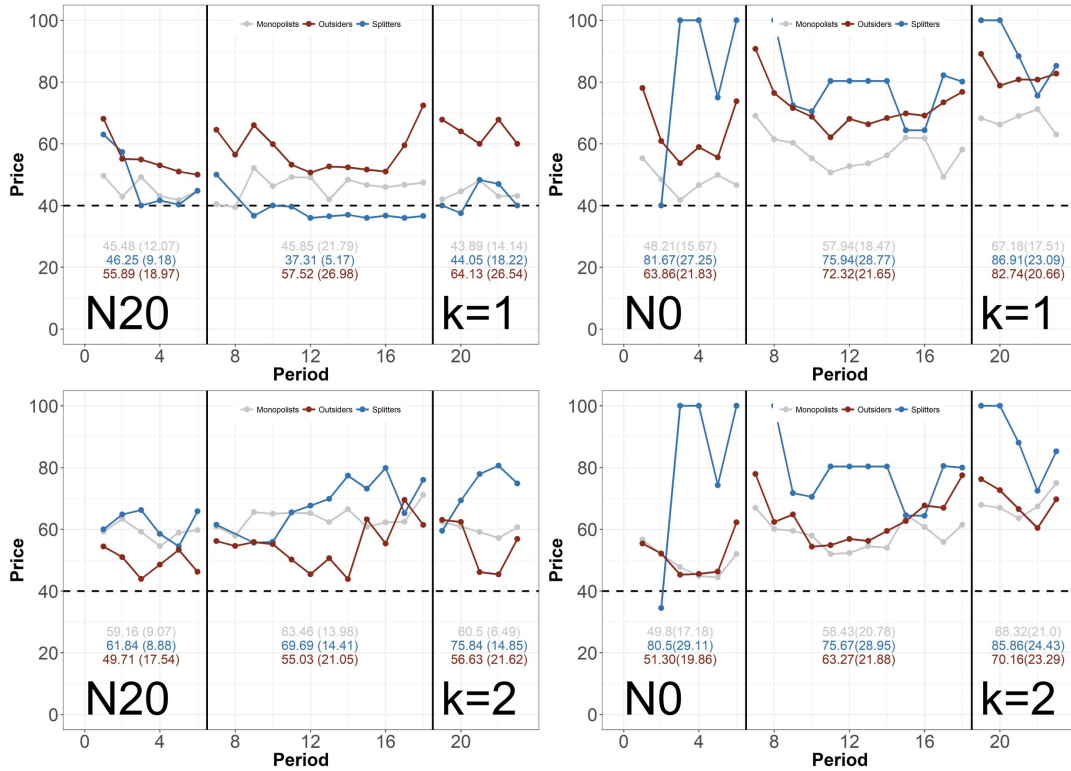 Monopolists Outsiders Splitters
Price
100
80
60
40
20
0
45.48 (12.07)
46.25 (9.18)
55.89 (18.97)
45.85 (21.79)
37.31 (5.17)
57.52 (26.98)
43.89 (14.14)
44.05 (18.22)
64.13 (26.54)
N20
k=1
0 4 8 12 16 20
Period
Monopolists Outsiders Splitters
Price
100
80
60
40
20
0
48.21(15.67)
81.67(27.25)
63.86(21.83)
57.94(18.47)
75.94(28.77)
72.32(21.65)
67.18(17.51)
86.91(23.09)
82.74(20.66)
N0
k=1
0 4 8 12 16 20
Period
Monopolists Outsiders Splitters
Price
100
80
60
40
20
0
59.16 (9.07)
61.84 (8.88)
49.71 (17.54)
63.46 (13.98)
69.69 (14.41)
55.03 (21.05)
60.5 (6.49)
75.84 (14.85)
56.63 (21.62)
N20
k=2
0 4 8 12 16 20
Period
Monopolists Outsiders Splitters
Price
100
80
60
40
20
0
49.8(17.18)
80.5(29.11)
51.30(19.86)
58.43(20.78)
75.67(28.95)
63.27(21.88)
68.32(21.0)
85.86(24.43)
70.16(23.29)
N0
k=2
0 4 8 12 16 20
Period